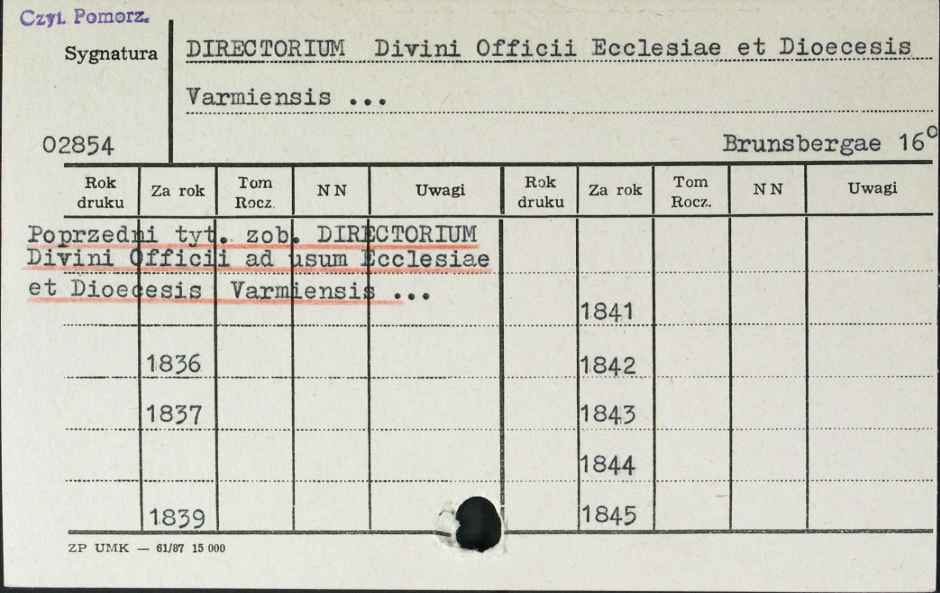 Czyt. Pomorz.
Sygnatura
DIRECTORIUM Divini Officii Ecclesiae et Dioecesis
Varmiensis ...
02854
Brunsbergae 16°
Rok druku Za rok Tom Rocz. N N Uwagi Rok druku Za rok Tom Rocz. N N Uwagi
Poprzedni tyt. zob. DIRECTORIUM
Divini Officii ad usum Ecclesiae
et Dioecesis Varmiensis ...
1841
1836 1842
1837 1843
1844
1839 1845
ZP UMK — 61/87 15 000